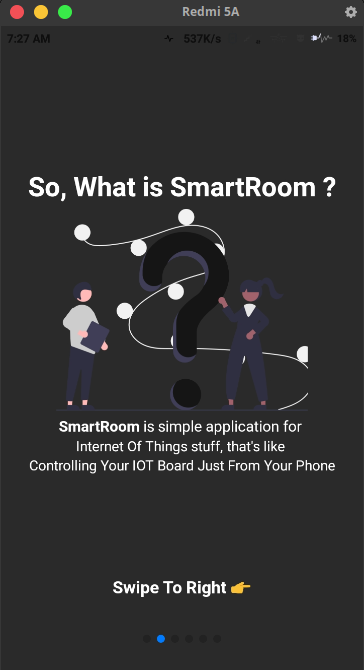 Redmi 5A
7:27 AM 537K/s 18%
So, What is SmartRoom ?
SmartRoom is simple application for
Internet Of Things stuff, that's like
Controlling Your IOT Board Just From Your Phone
Swipe To Right 👉